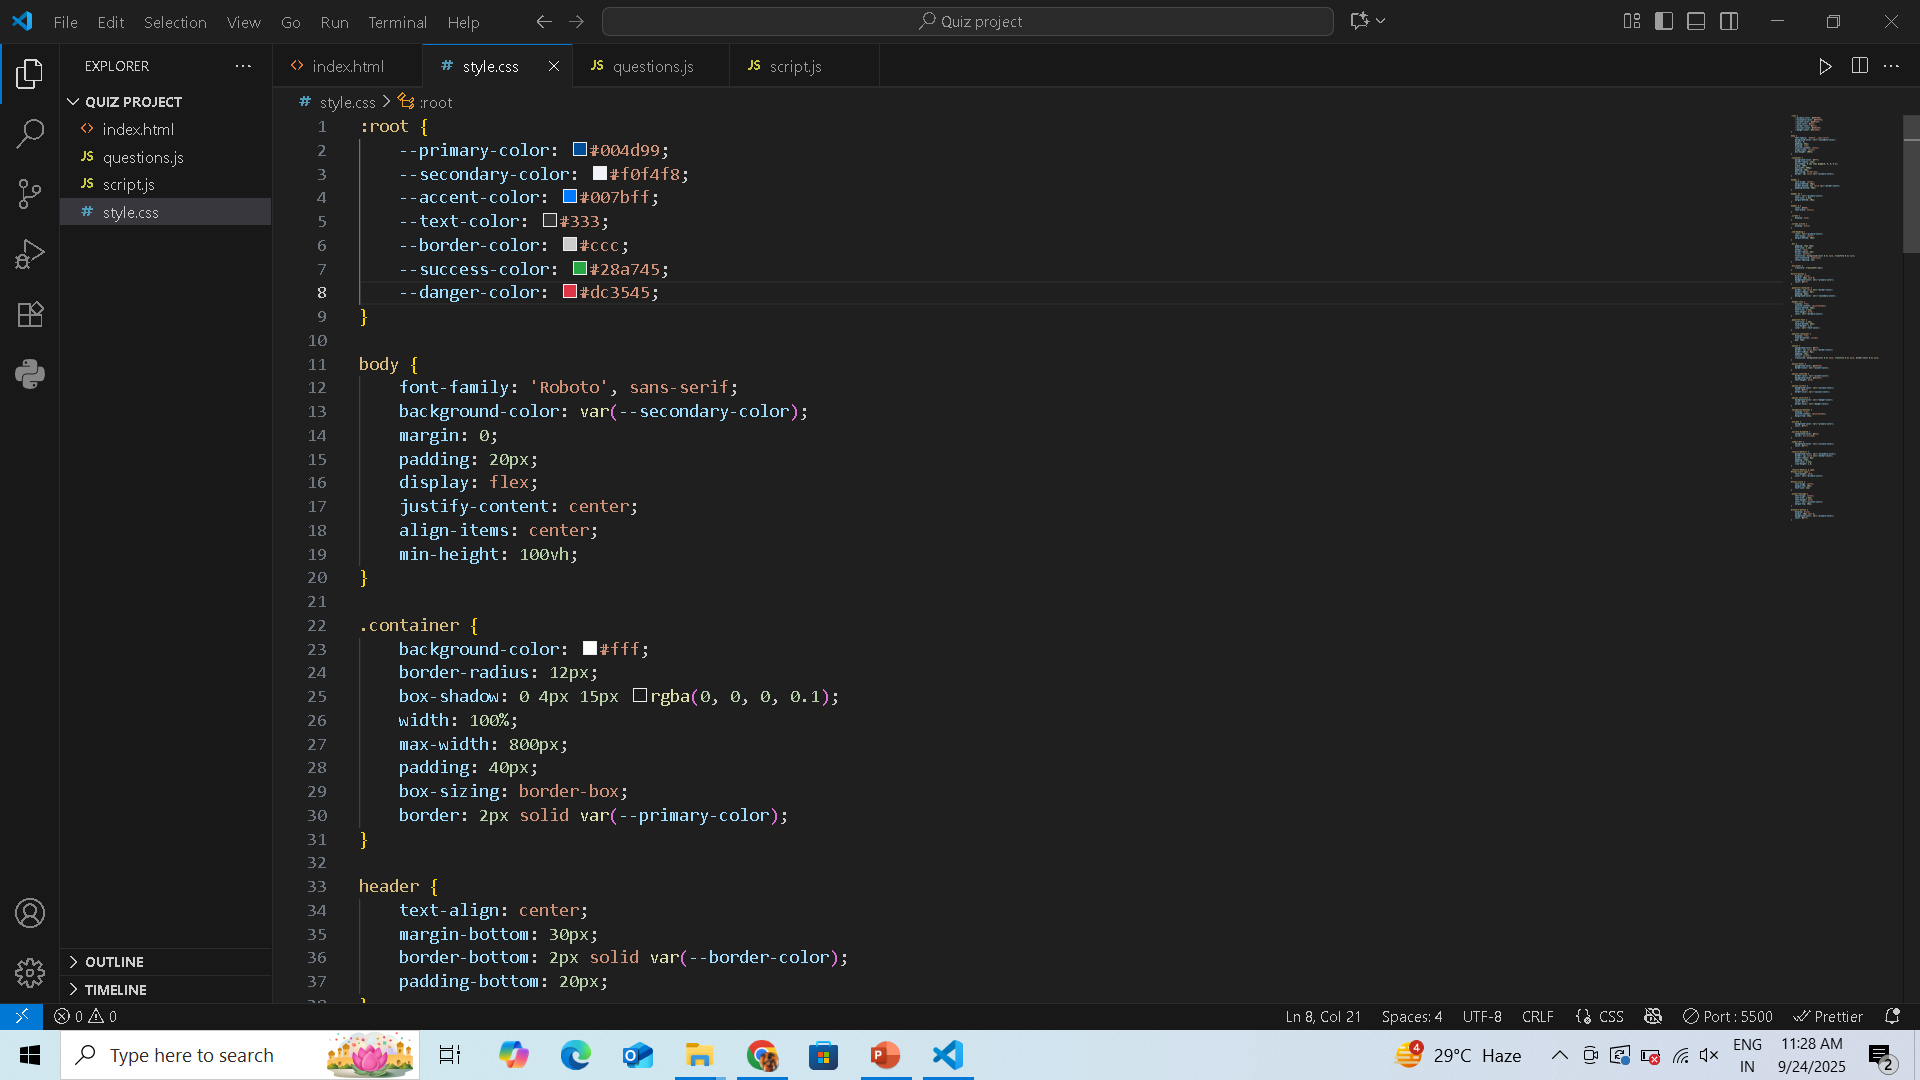 File Edit Selection View Go Run Terminal Help
Quiz project
EXPLORER
QUIZ PROJECT
index.html
JS questions.js
JS script.js
# style.css
OUTLINE
TIMELINE
index.html
# style.css
JS questions.js
JS script.js
# style.css > :root
1 :root {
2 --primary-color: #004d99;
3 --secondary-color: #f0f4f8;
4 --accent-color: #007bff;
5 --text-color: #333;
6 --border-color: #ccc;
7 --success-color: #28a745;
8 --danger-color: #dc3545;
9 }
10
11 body {
12 font-family: 'Roboto', sans-serif;
13 background-color: var(--secondary-color);
14 margin: 0;
15 padding: 20px;
16 display: flex;
17 justify-content: center;
18 align-items: center;
19 min-height: 100vh;
20 }
21
22 .container {
23 background-color: #fff;
24 border-radius: 12px;
25 box-shadow: 0 4px 15px rgba(0, 0, 0, 0.1);
26 width: 100%;
27 max-width: 800px;
28 padding: 40px;
29 box-sizing: border-box;
30 border: 2px solid var(--primary-color);
31 }
32
33 header {
34 text-align: center;
35 margin-bottom: 30px;
36 border-bottom: 2px solid var(--border-color);
37 padding-bottom: 20px;
0 0
Ln 8, Col 21 Spaces: 4 UTF-8 CRLF {} CSS Port : 5500 Prettier
Type here to search
4
29°C Haze
ENG
IN
11:28 AM
9/24/2025
2